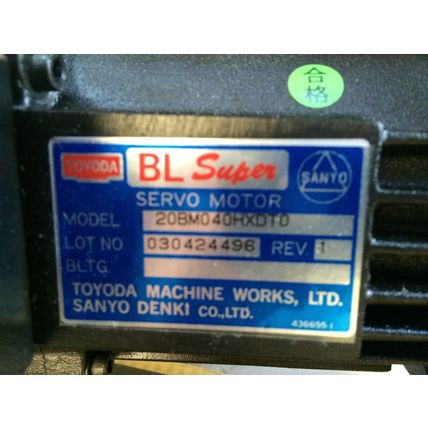 合格
TOYODA BL Super SANYO
SERVO MOTOR
MODEL 20BM040HXDT0
LOT NO 030424496 REV. 1
BLTG.
TOYODA MACHINE WORKS, LTD.
SANYO DENKI CO.,LTD.
436655-1